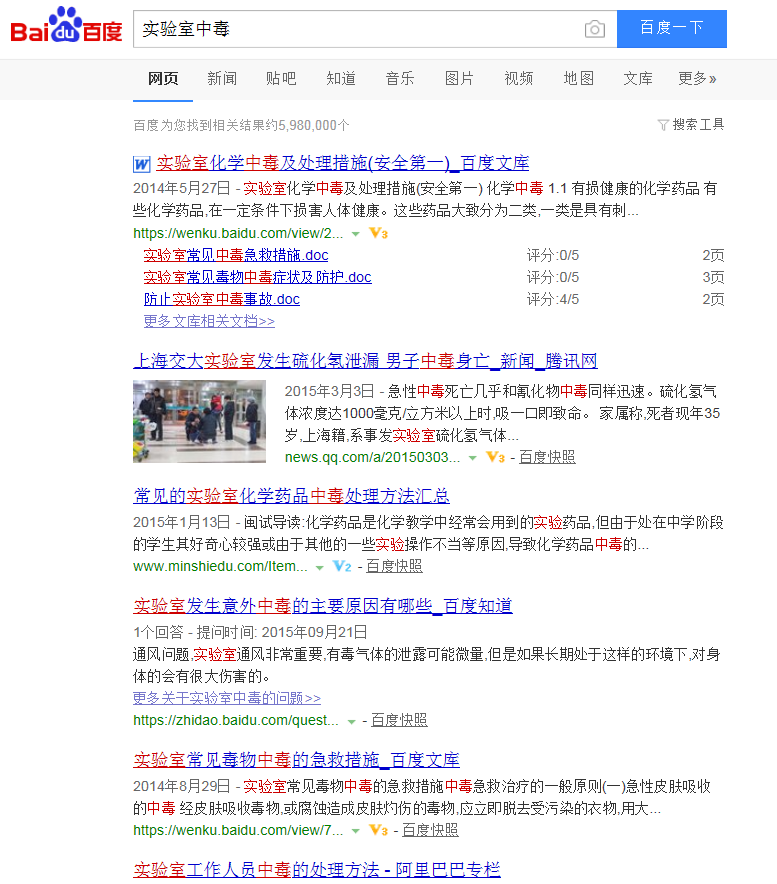 Bai du 百度
实验室中毒
百度一下
网页 新闻 贴吧 知道 音乐 图片 视频 地图 文库 更多»
百度为您找到相关结果约5,980,000个 搜索工具
W 实验室化学中毒及处理措施(安全第一)_百度文库
2014年5月27日 - 实验室化学中毒及处理措施(安全第一) 化学中毒 1.1 有损健康的化学药品 有
些化学药品,在一定条件下损害人体健康。这些药品大致分为二类,一类是具有刺...
https://wenku.baidu.com/view/2... V3
实验室常见中毒急救措施.doc 评分:0/5 2页
实验室常见毒物中毒症状及防护.doc 评分:0/5 3页
防止实验室中毒事故.doc 评分:4/5 2页
更多文库相关文档>>
上海交大实验室发生硫化氢泄漏 男子中毒身亡_新闻_腾讯网
2015年3月3日 - 急性中毒死亡几乎和氰化物中毒同样迅速。硫化氢气
体浓度达1000毫克/立方米以上时,吸一口即致命。 家属称,死者现年35
岁,上海籍,系事发实验室硫化氢气体...
news.qq.com/a/20150303... V3 - 百度快照
常见的实验室化学药品中毒处理方法汇总
2015年1月13日 - 闽试导读:化学药品是化学教学中经常会用到的实验药品,但由于处在中学阶段
的学生其好奇心较强或由于其他的一些实验操作不当等原因,导致化学药品中毒的...
www.minshiedu.com/Item... V2 - 百度快照
实验室发生意外中毒的主要原因有哪些_百度知道
1个回答 - 提问时间: 2015年09月21日
通风问题,实验室通风非常重要,有毒气体的泄露可能微量,但是如果长期处于这样的环境下,对身
体的会有很大伤害的。
更多关于实验室中毒的问题>>
https://zhidao.baidu.com/quest... - 百度快照
实验室常见毒物中毒的急救措施_百度文库
2014年8月29日 - 实验室常见毒物中毒的急救措施中毒急救治疗的一般原则(一)急性皮肤吸收
的中毒 经皮肤吸收毒物,或腐蚀造成皮肤灼伤的毒物,应立即脱去受污染的衣物,用大...
https://wenku.baidu.com/view/7... V3 - 百度快照
实验室工作人员中毒的处理方法 - 阿里巴巴专栏